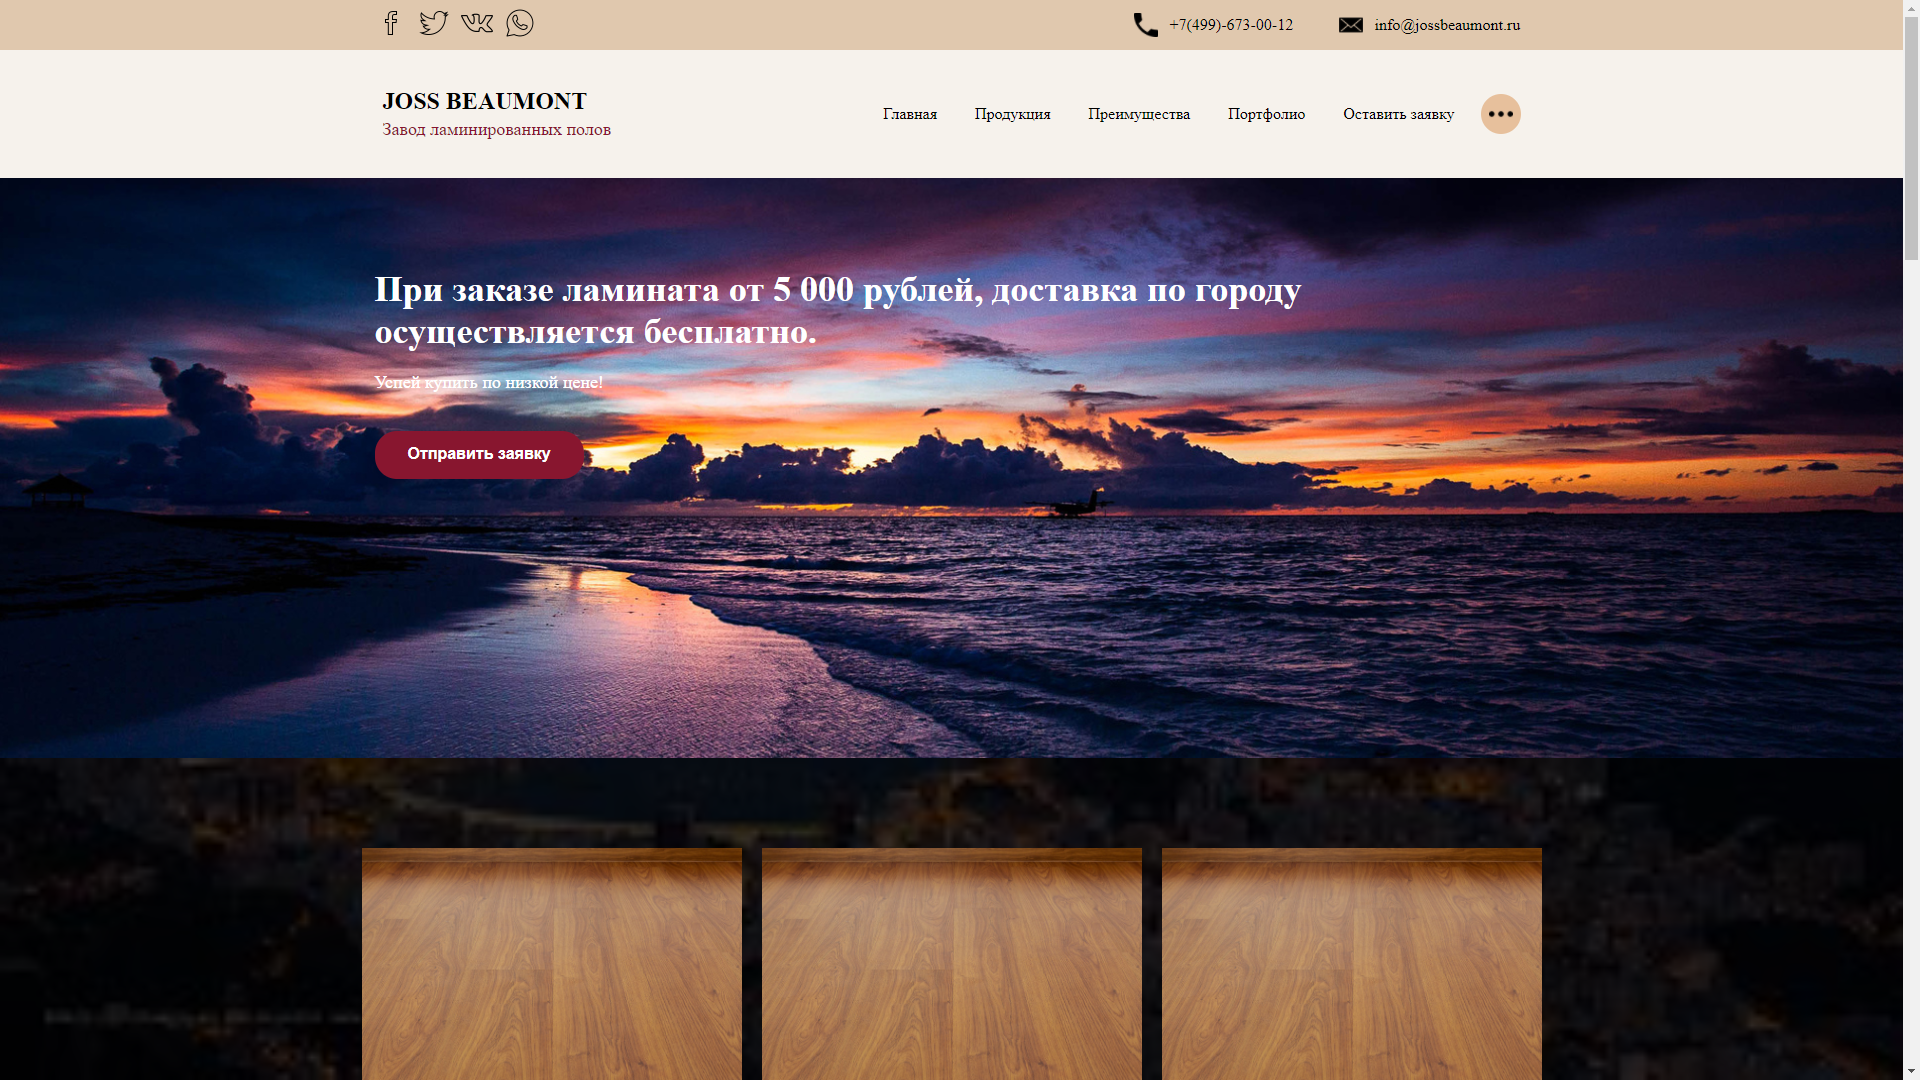 +7(499)-673-00-12
info@jossbeaumont.ru
JOSS BEAUMONT
Завод ламинированных полов
Главная
Продукция
Преимущества
Портфолио
Оставить заявку
При заказе ламината от 5 000 рублей, доставка по городу
осуществляется бесплатно.
Успей купить по низкой цене!
Отправить заявку